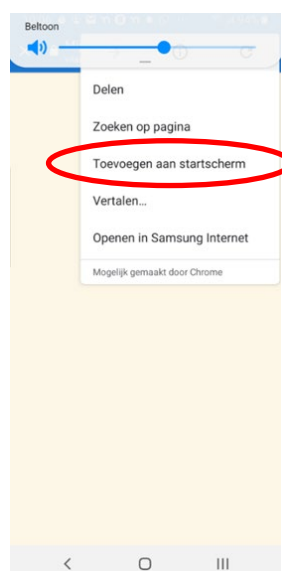 Beltoon
Delen
Zoeken op pagina
Toevoegen aan startscherm
Vertalen...
Openen in Samsung Internet
Mogelijk gemaakt door Chrome